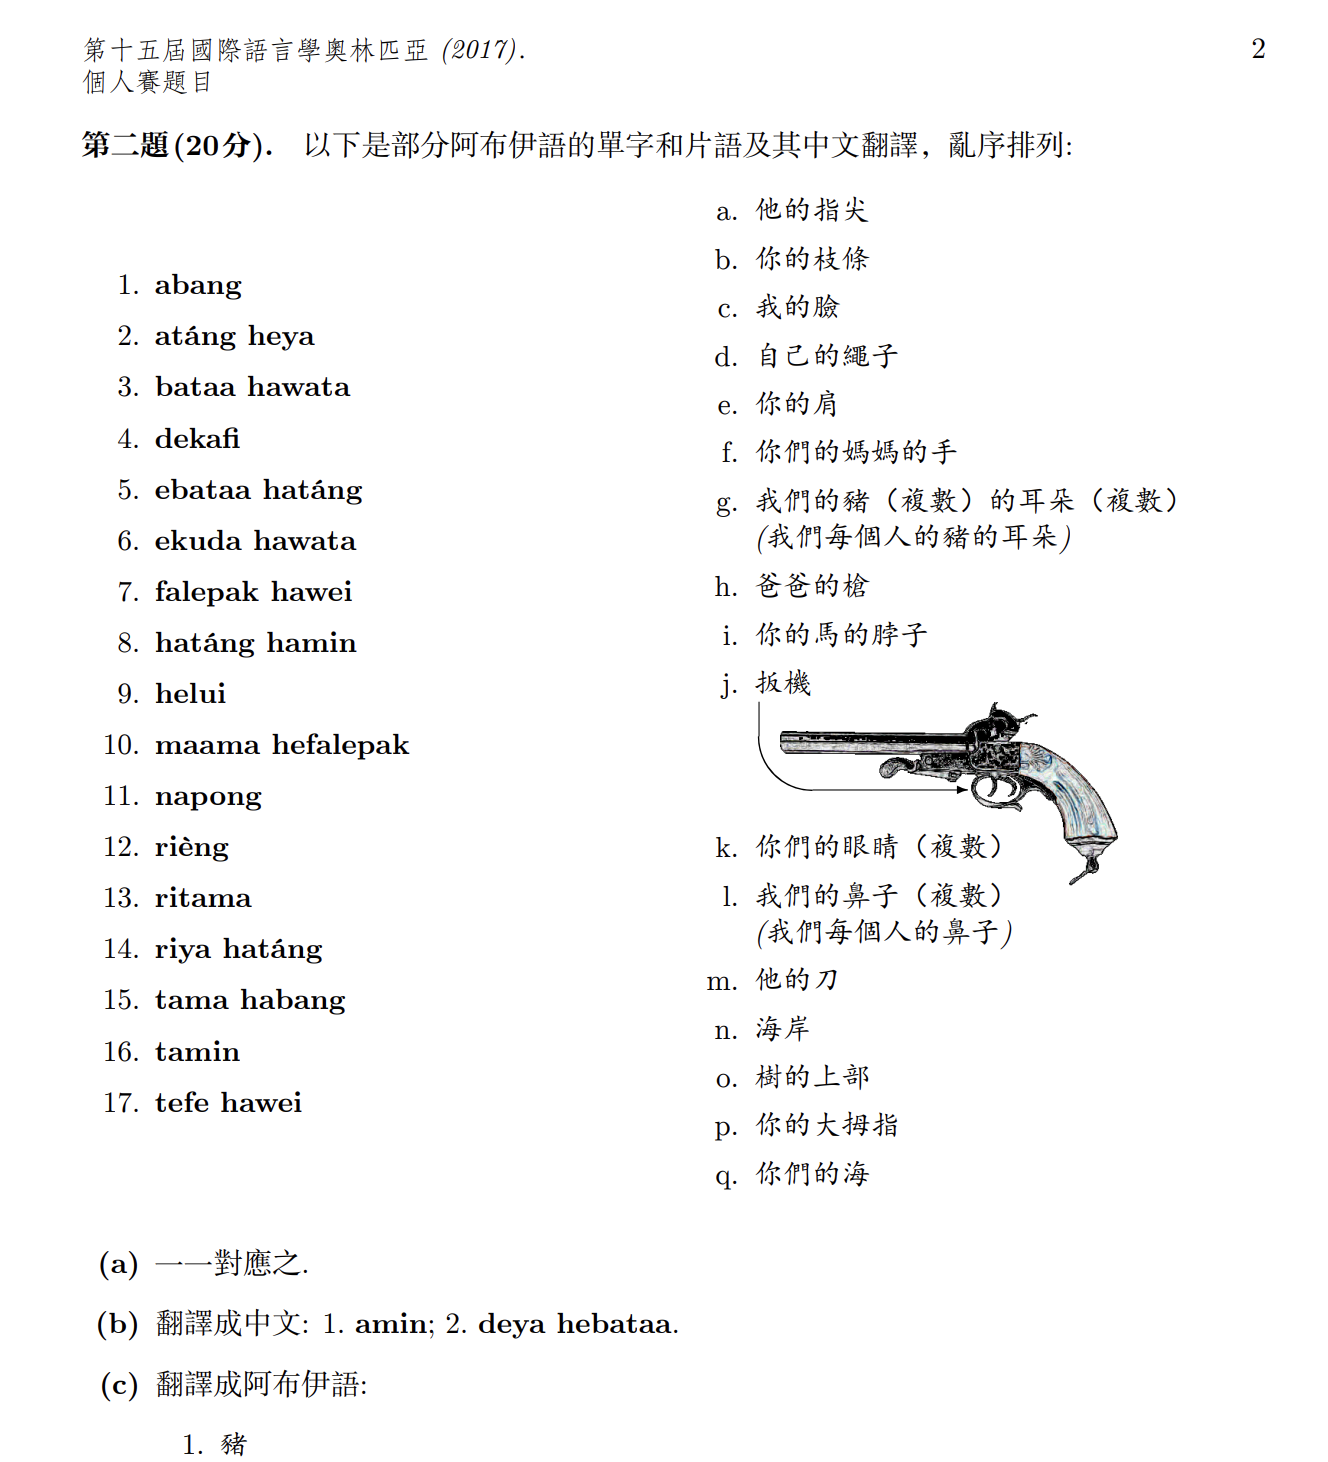 第十五屆國際語言學奧林匹亞 (2017).
2
個人賽題目
第二題(20分). 以下是部分阿布伊語的單字和片語及其中文翻譯，亂序排列:
1. abang
2. atáng heya
3. bataa hawata
4. dekafi
5. ebataa hatáng
6. ekuda hawata
7. falepak hawei
8. hatáng hamin
9. helui
10. maama hefalepak
11. napong
12. rièng
13. ritama
14. riya hatáng
15. tama habang
16. tamin
17. tefe hawei
a. 他的指尖
b. 你的枝條
c. 我的臉
d. 自己的繩子
e. 你的肩
f. 你們的媽媽的手
g. 我們的豬（複數）的耳朵（複數）
(我們每個人的豬的耳朵)
h. 爸爸的槍
i. 你的馬的脖子
j. 扳機
k. 你們的眼睛（複數）
l. 我們的鼻子（複數）
(我們每個人的鼻子)
m. 他的刀
n. 海岸
o. 樹的上部
p. 你的大拇指
q. 你們的海
(a) 一一對應之.
(b) 翻譯成中文: 1. amin; 2. deya hebataa.
(c) 翻譯成阿布伊語:
1. 豬